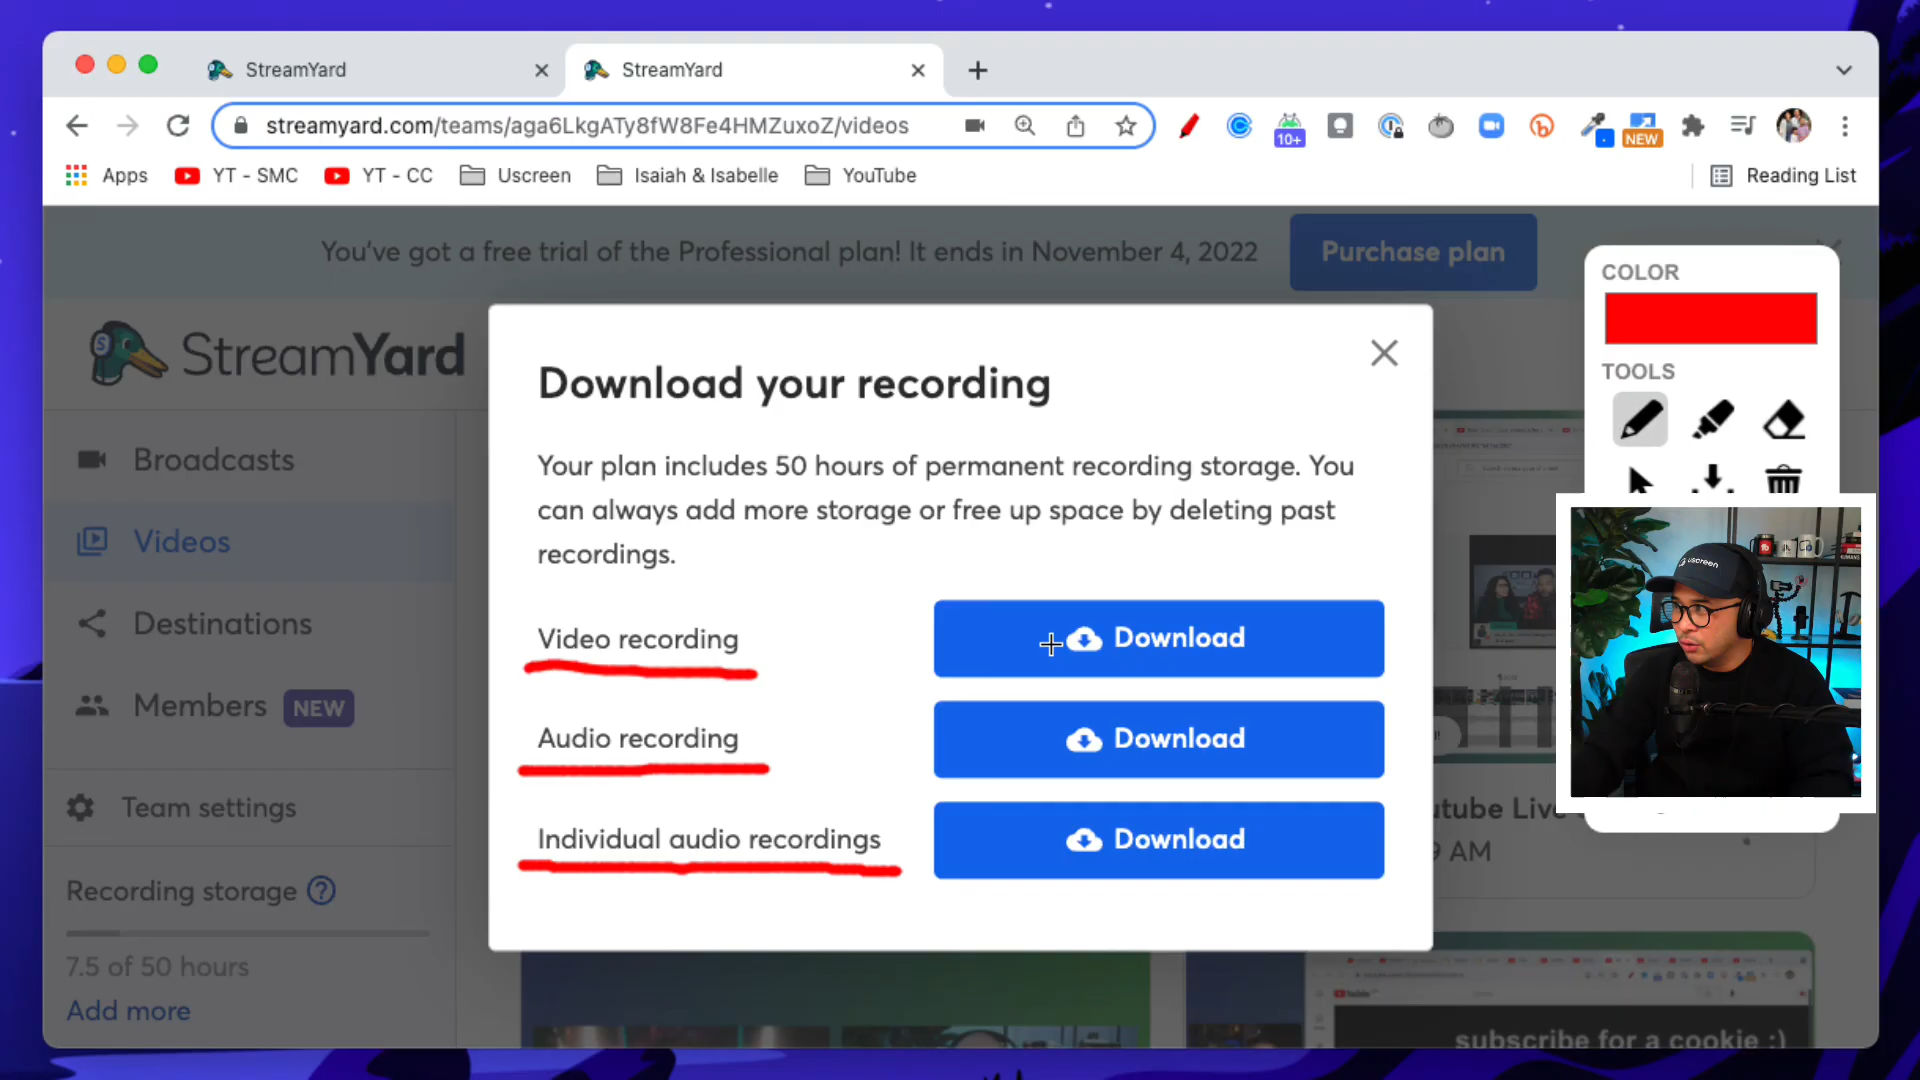 StreamYard
StreamYard
streamyard.com/teams/aga6LkgATy8fW8Fe4HMZuxoZ/videos
10+
NEW
Apps
YT - SMC
YT - CC
Uscreen
Isaiah & Isabelle
YouTube
Reading List
You've got a free trial of the Professional plan! It ends in November 4, 2022
Purchase plan
COLOR
TOOLS
StreamYard
Broadcasts
Videos
Destinations
Members NEW
Team settings
Recording storage ?
7.5 of 50 hours
Add more
Download your recording
Your plan includes 50 hours of permanent recording storage. You
can always add more storage or free up space by deleting past
recordings.
Video recording
Download
Audio recording
Download
Individual audio recordings
Download
uscreen
utube Live
9 AM
subscribe for a cookie :)